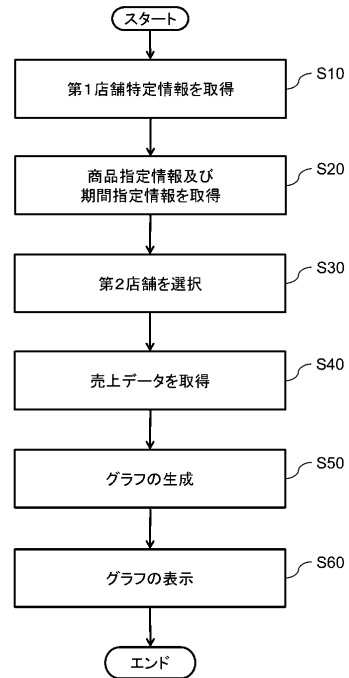 スタート
第1店舗特定情報を取得
S10
商品指定情報及び
期間指定情報を取得
S20
第2店舗を選択
S30
売上データを取得
S40
グラフの生成
S50
グラフの表示
S60
エンド